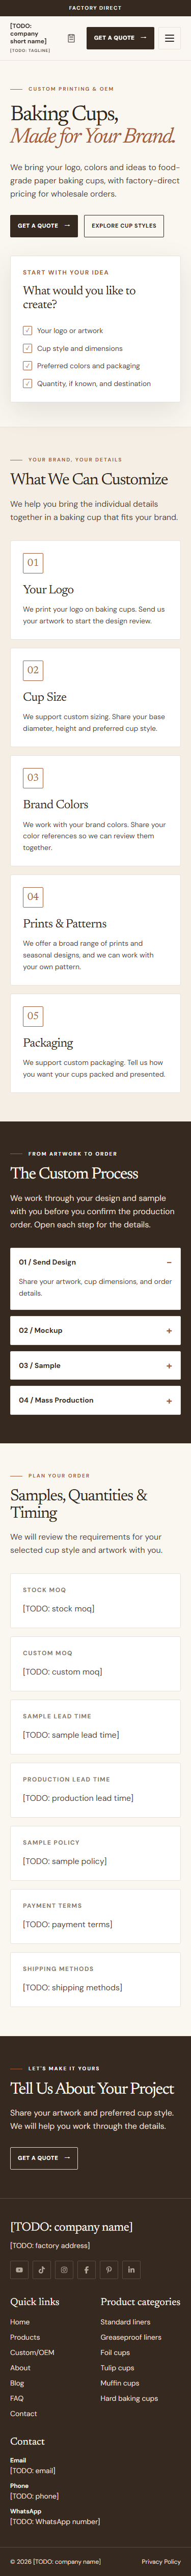 FACTORY DIRECT
[TODO:
company
short name]
[TODO: TAGLINE]
GET A QUOTE →
CUSTOM PRINTING & OEM
Baking Cups,
Made for Your Brand.
We bring your logo, colors and ideas to food-
grade paper baking cups, with factory-direct
pricing for wholesale orders.
GET A QUOTE →
EXPLORE CUP STYLES
START WITH YOUR IDEA
What would you like to
create?
Your logo or artwork
Cup style and dimensions
Preferred colors and packaging
Quantity, if known, and destination
YOUR BRAND, YOUR DETAILS
What We Can Customize
We help you bring the individual details
together in a baking cup that fits your brand.
01
Your Logo
We print your logo on baking cups. Send us
your artwork to start the design review.
02
Cup Size
We support custom sizing. Share your base
diameter, height and preferred cup style.
03
Brand Colors
We work with your brand colors. Share your
color references so we can review them
together.
04
Prints & Patterns
We offer a broad range of prints and
seasonal designs, and we can work with
your own pattern.
05
Packaging
We support custom packaging. Tell us how
you want your cups packed and presented.
FROM ARTWORK TO ORDER
The Custom Process
We work through your design and sample
with you before you confirm the production
order. Open each step for the details.
01 / Send Design −
Share your artwork, cup dimensions, and order
details.
02 / Mockup +
03 / Sample +
04 / Mass Production +
PLAN YOUR ORDER
Samples, Quantities &
Timing
We will review the requirements for your
selected cup style and artwork with you.
STOCK MOQ
[TODO: stock moq]
CUSTOM MOQ
[TODO: custom moq]
SAMPLE LEAD TIME
[TODO: sample lead time]
PRODUCTION LEAD TIME
[TODO: production lead time]
SAMPLE POLICY
[TODO: sample policy]
PAYMENT TERMS
[TODO: payment terms]
SHIPPING METHODS
[TODO: shipping methods]
LET'S MAKE IT YOURS
Tell Us About Your Project
Share your artwork and preferred cup style.
We will help you work through the details.
GET A QUOTE →
[TODO: company name]
[TODO: factory address]
Quick links
Home
Products
Custom/OEM
About
Blog
FAQ
Contact
Product categories
Standard liners
Greaseproof liners
Foil cups
Tulip cups
Muffin cups
Hard baking cups
Contact
Email
[TODO: email]
Phone
[TODO: phone]
WhatsApp
[TODO: WhatsApp number]
© 2026 [TODO: company name]
Privacy Policy